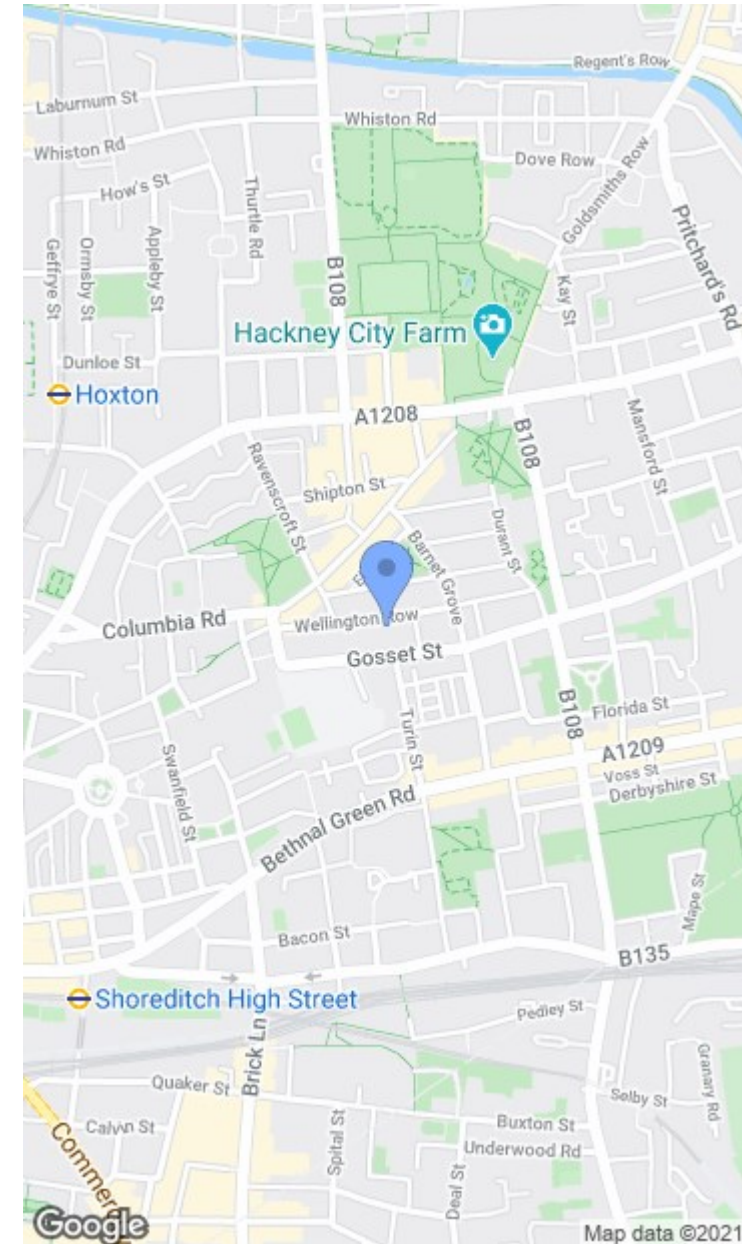 Regent's Row
Laburnum St
Whiston Rd
Whiston Rd
Dove Row
How's St
Thurtle Rd
Goldsmiths Row
Geffrye St
Ormsby St
Appleby St
B108
Kay St
Pritchard's Rd
Hackney City Farm
Dunloe St
Hoxton
A1208
B108
Mansford St
Ravenscroft St
Shipton St
Durant St
Barnet Grove
Columbia Rd
Wellington Row
Gosset St
B108
Florida St
Turin St
A1209
Swanfield St
Voss St
Derbyshire St
Bethnal Green Rd
Mape St
Bacon St
B135
Shoreditch High Street
Pedley St
Brick Ln
Granary Rd
Quaker St
Selby St
Calvin St
Spital St
Buxton St
Underwood Rd
Deal St
Commer
Google
Map data ©2021